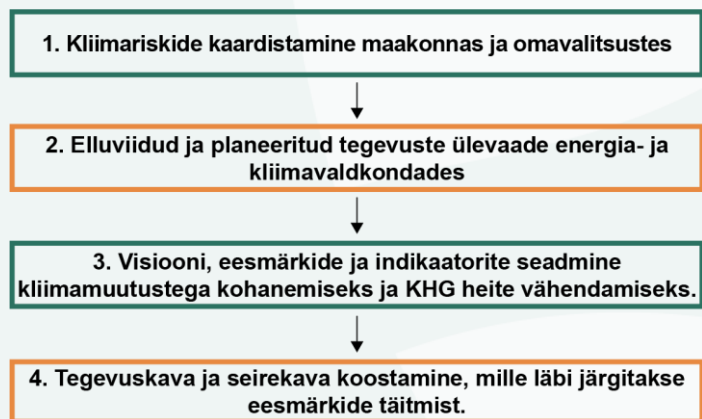 1. Kliimariskide kaardistamine maakonnas ja omavalitsustes
2. Elluviidud ja planeeritud tegevuste ülevaade energia- ja
kliimavaldkondades
3. Visiooni, eesmärkide ja indikaatorite seadmine
kliimamuutustega kohanemiseks ja KHG heite vähendamiseks.
4. Tegevuskava ja seirekava koostamine, mille läbi järgitakse
eesmärkide täitmist.